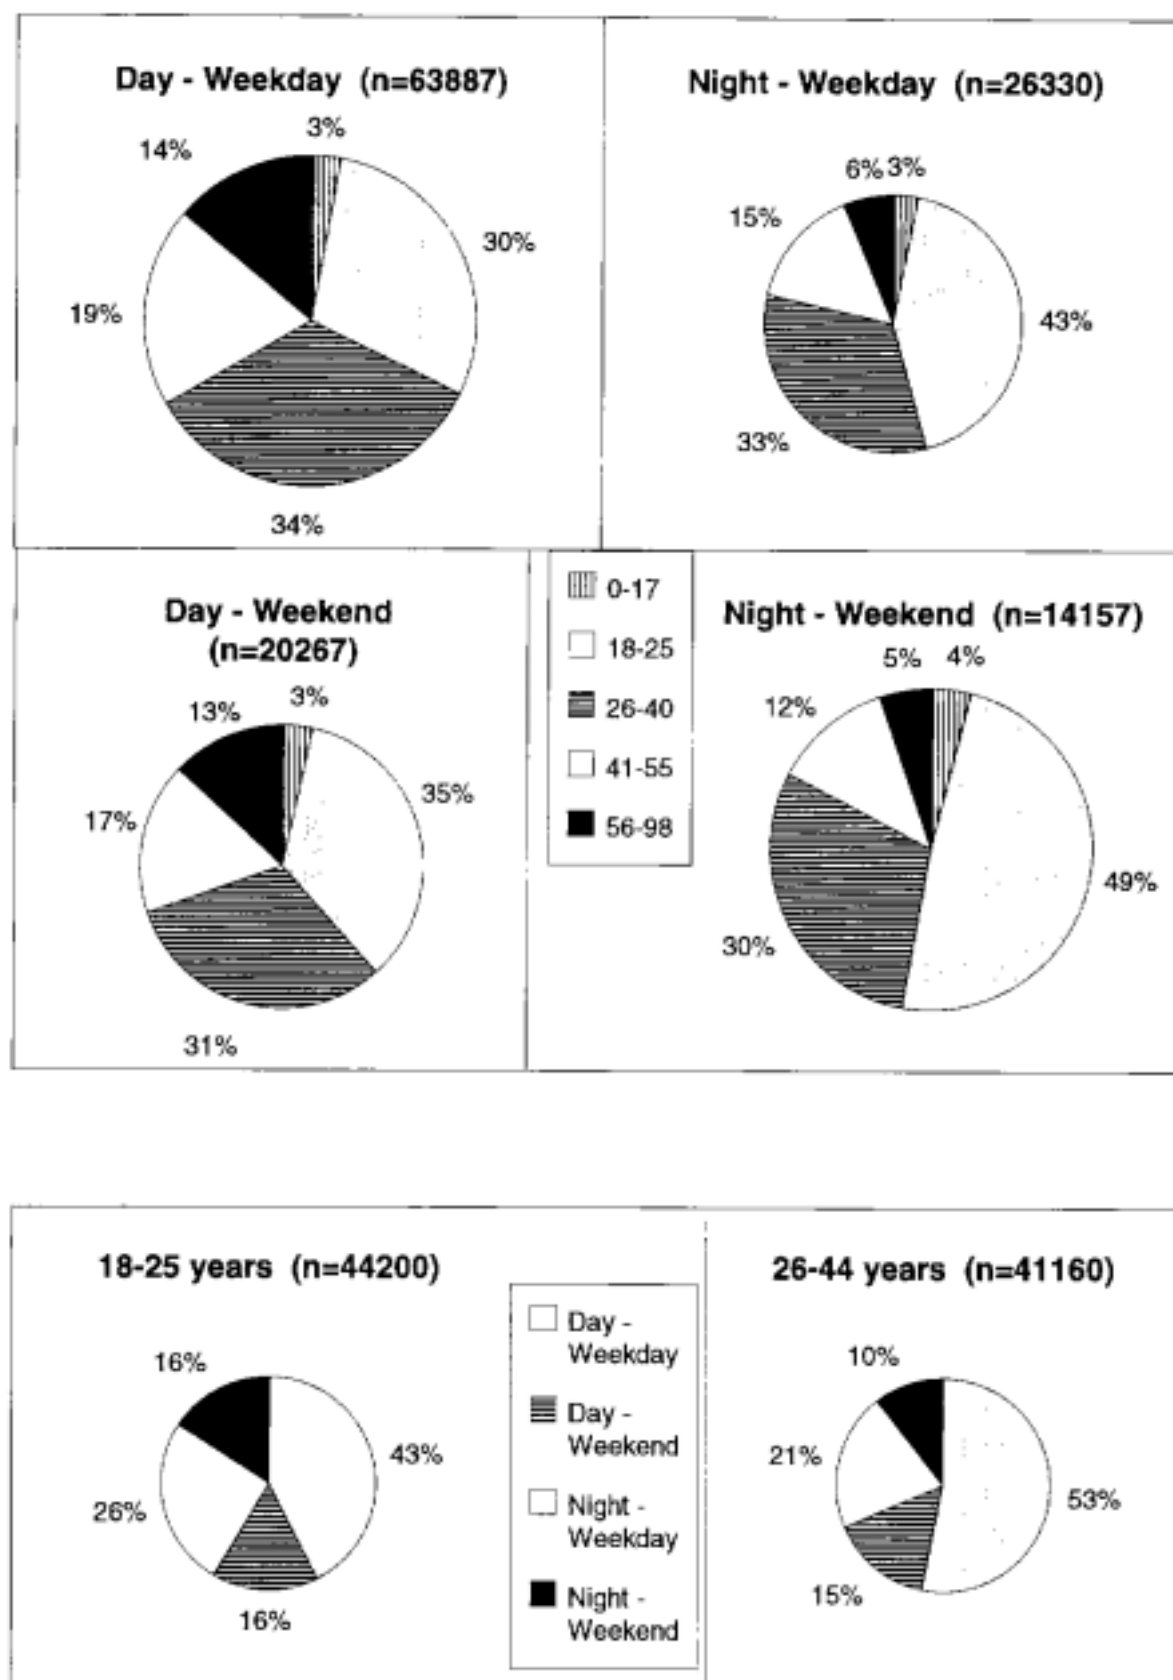 Day - Weekday (n=63887)
3%
14%
30%
19%
34%
Night - Weekday (n=26330)
6% 3%
15%
43%
33%
Day - Weekend
(n=20267)
3%
13%
35%
17%
31%
0-17
18-25
26-40
41-55
56-98
Night - Weekend (n=14157)
5% 4%
12%
49%
30%
18-25 years (n=44200)
16%
43%
26%
16%
Day -
Weekday
Day -
Weekend
Night -
Weekday
Night -
Weekend
26-44 years (n=41160)
10%
21%
53%
15%